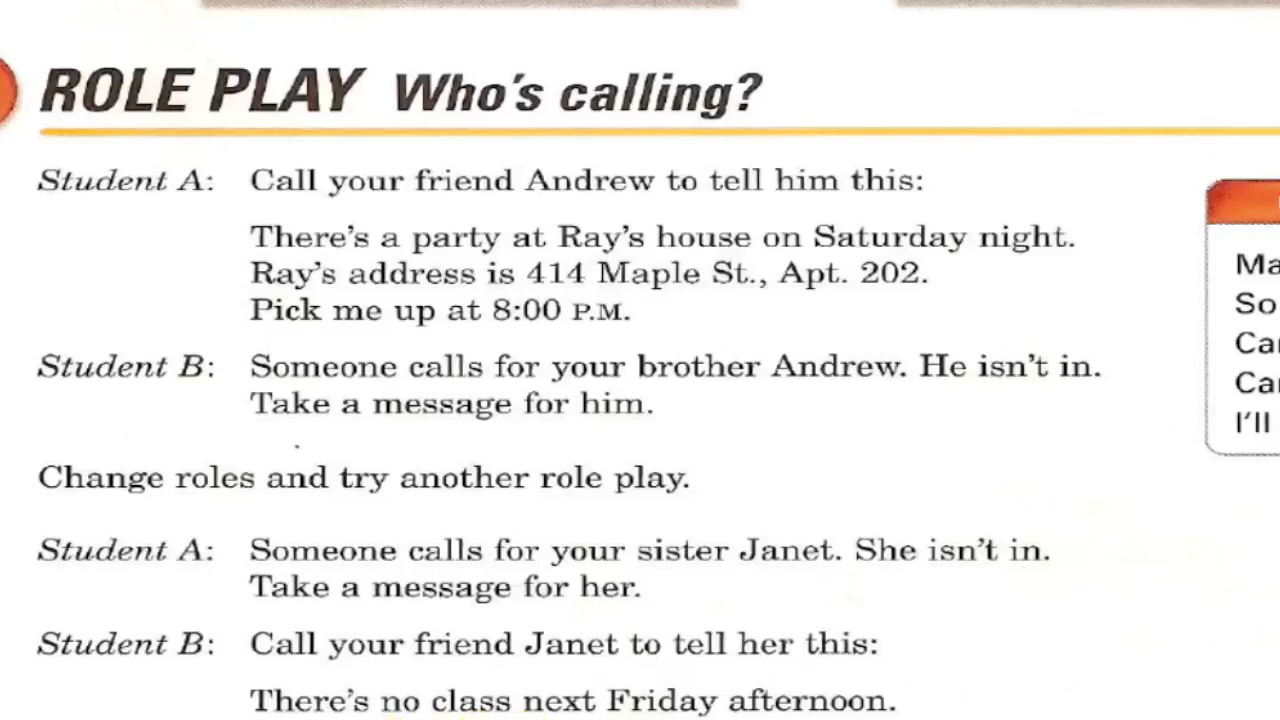 ROLE PLAY Who's calling?
Student A: Call your friend Andrew to tell him this:
There's a party at Ray's house on Saturday night.
Ray's address is 414 Maple St., Apt. 202.
Pick me up at 8:00 P.M.
Student B: Someone calls for your brother Andrew. He isn't in.
Take a message for him.
Change roles and try another role play.
Student A: Someone calls for your sister Janet. She isn't in.
Take a message for her.
Student B: Call your friend Janet to tell her this:
There's no class next Friday afternoon.
So
I'll